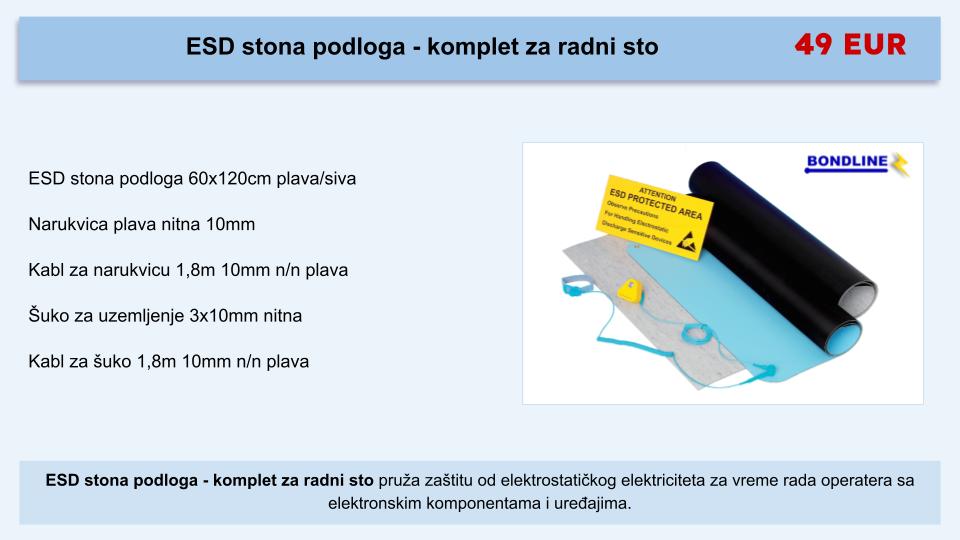 ESD stona podloga - komplet za radni sto
49 EUR
ESD stona podloga 60x120cm plava/siva
Narukvica plava nitna 10mm
Kabl za narukvicu 1,8m 10mm n/n plava
Šuko za uzemljenje 3x10mm nitna
Kabl za šuko 1,8m 10mm n/n plava
BONDLINE
ATTENTION
ESD PROTECTED AREA
Observe Precautions
For Handling Electrostatic
Discharge Sensitive Devices
ESD stona podloga - komplet za radni sto pruža zaštitu od elektrostatičkog elektriciteta za vreme rada operatera sa
elektronskim komponentama i uređajima.